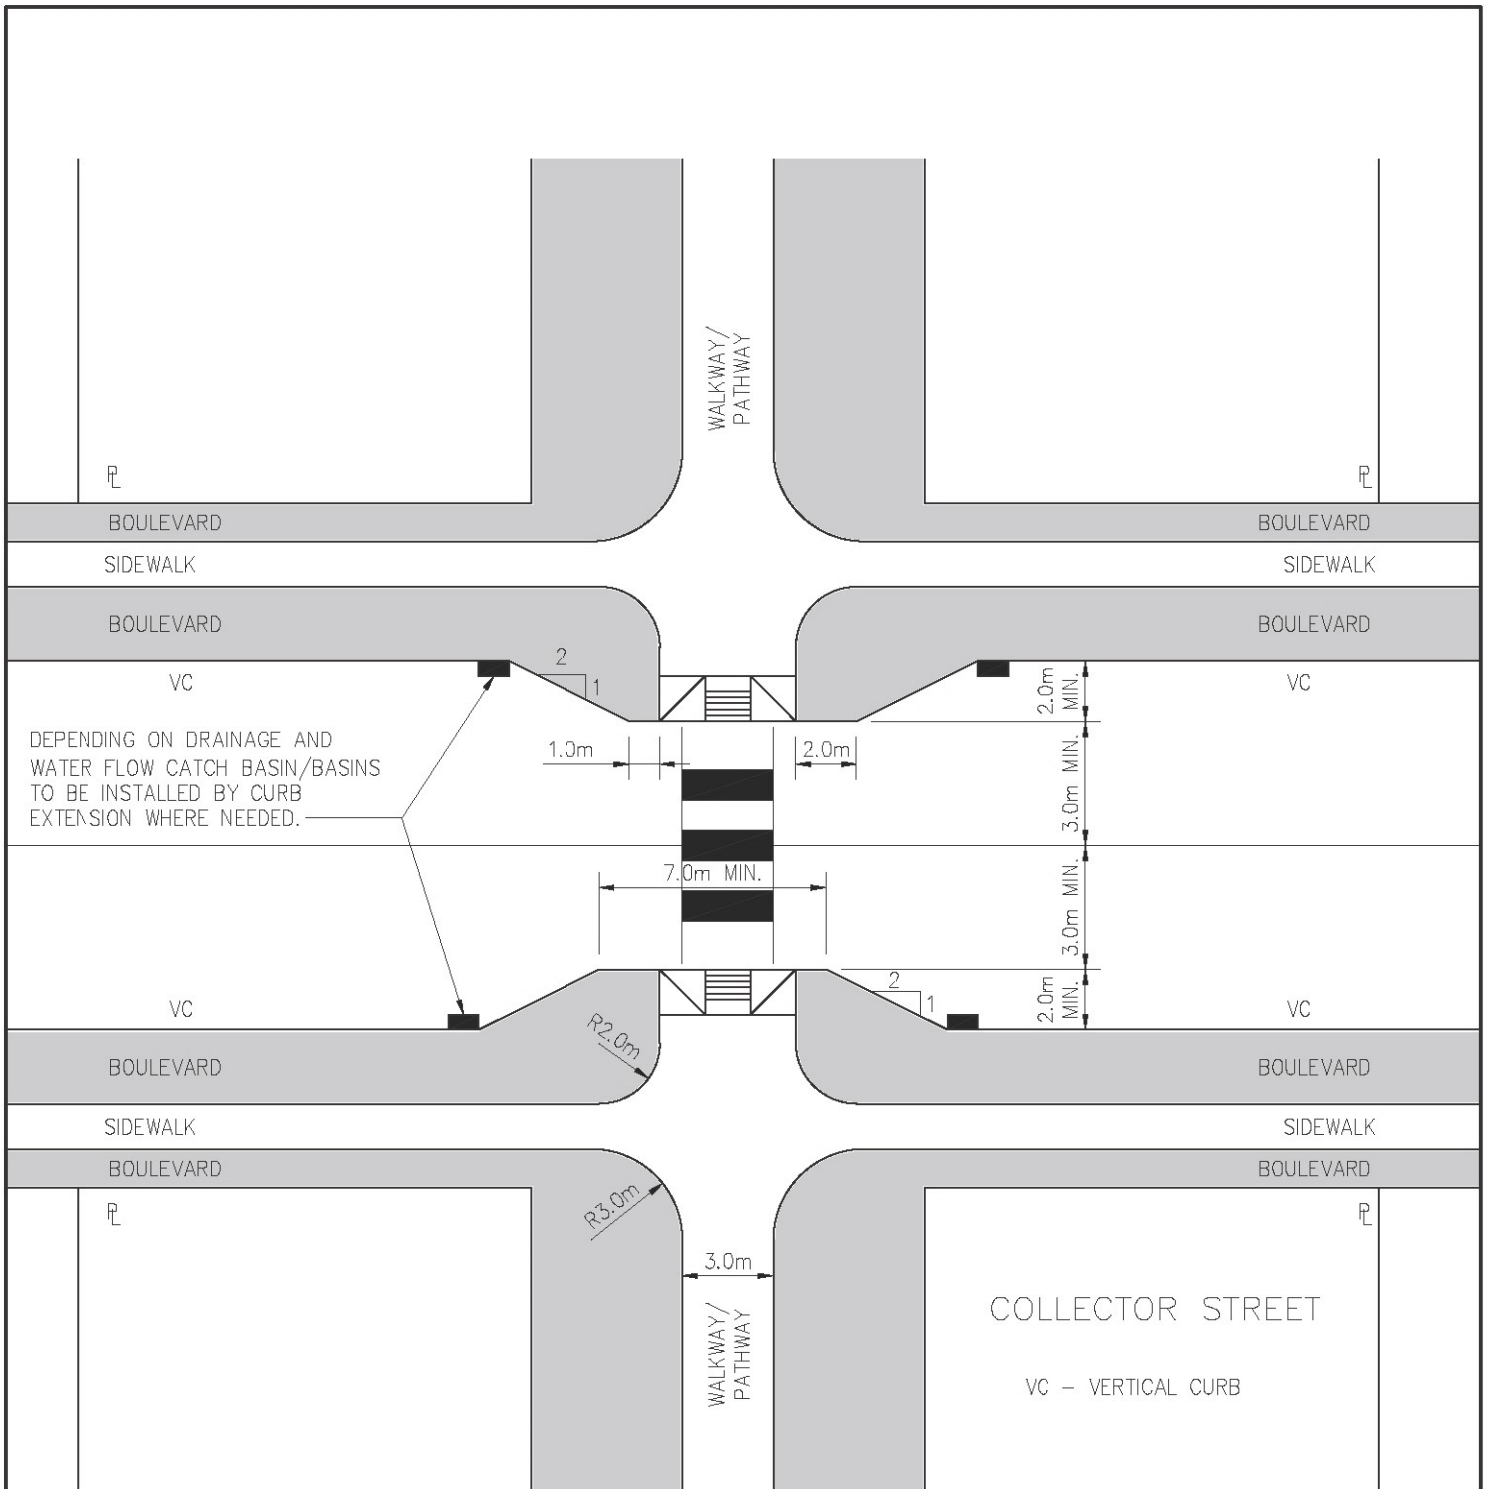 WALKWAY/
PATHWAY
PL
PL
BOULEVARD
BOULEVARD
SIDEWALK
SIDEWALK
BOULEVARD
BOULEVARD
2
1
VC
VC
2.0m
MIN.
DEPENDING ON DRAINAGE AND
WATER FLOW CATCH BASIN/BASINS
TO BE INSTALLED BY CURB
EXTENSION WHERE NEEDED.
1.0m
2.0m
3.0m MIN.
7.0m MIN.
3.0m MIN.
2
1
2.0m
MIN.
VC
VC
R2.0m
BOULEVARD
BOULEVARD
SIDEWALK
SIDEWALK
BOULEVARD
BOULEVARD
PL
PL
R3.0m
3.0m
WALKWAY/
PATHWAY
COLLECTOR STREET
VC - VERTICAL CURB